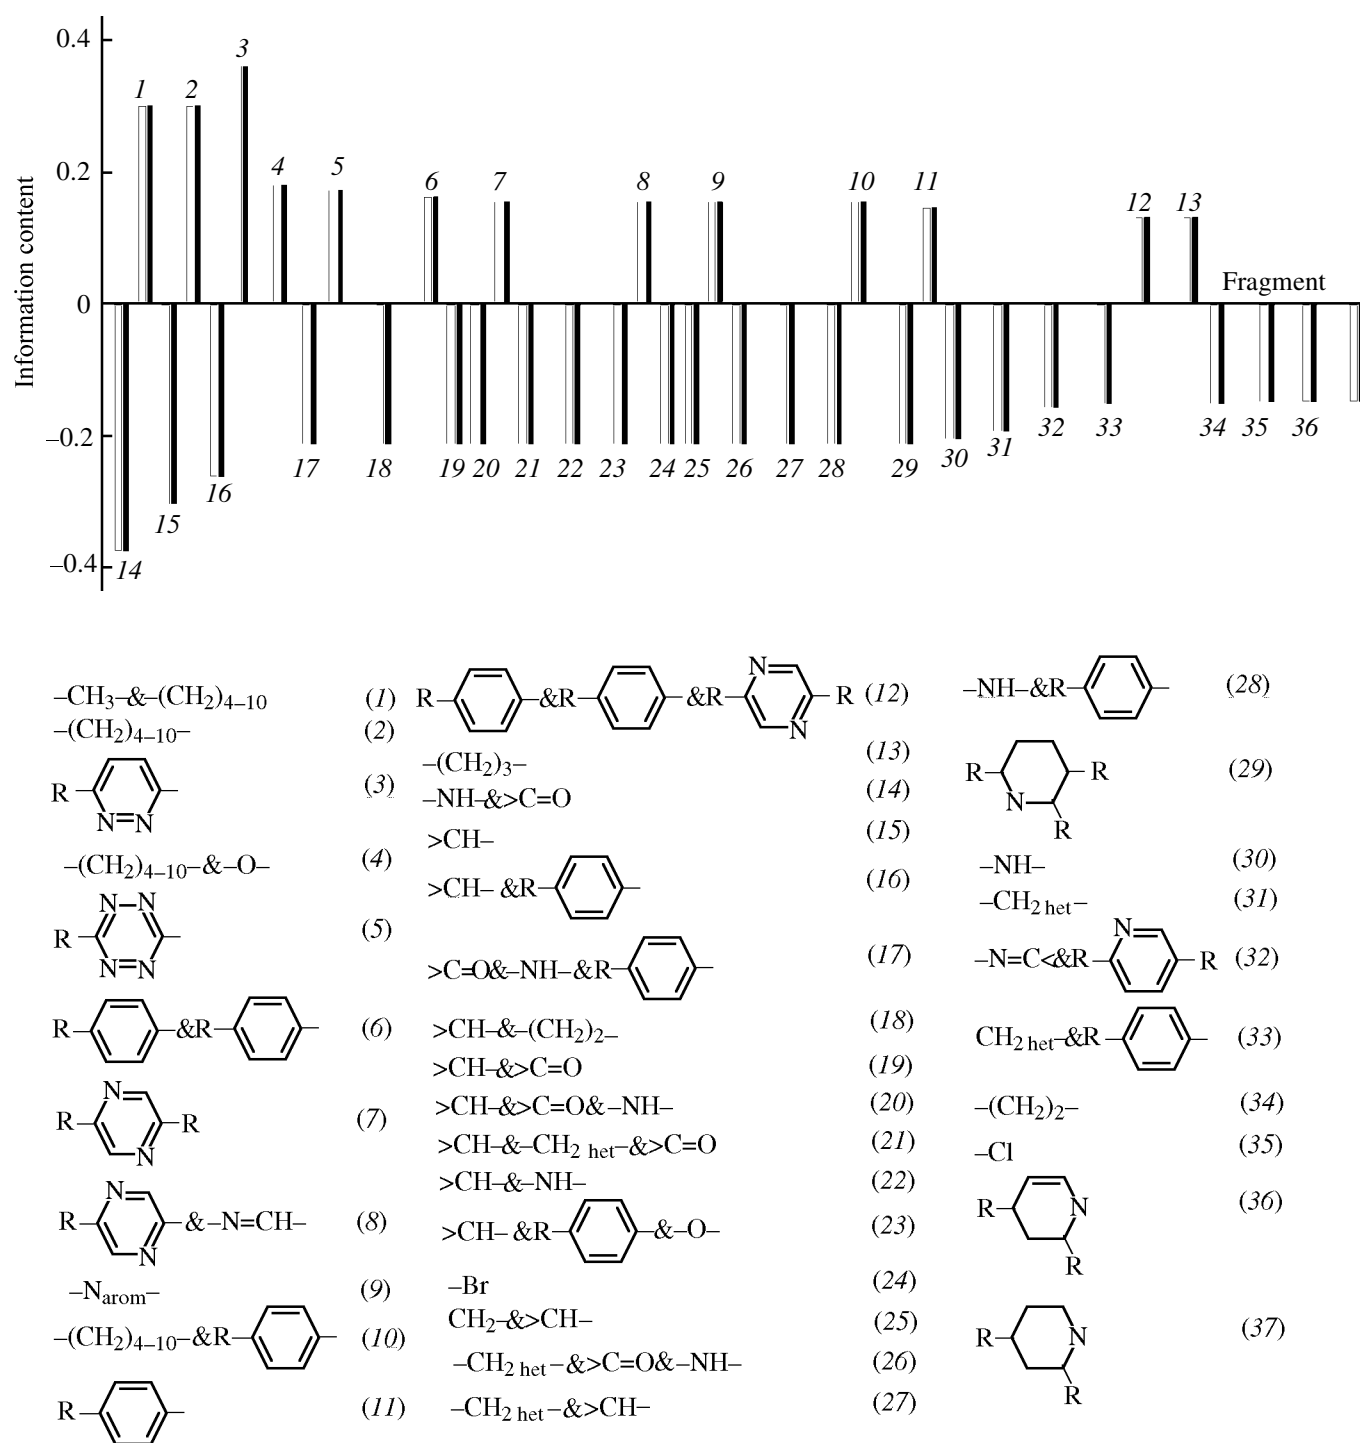 0.4
0.2
0
–0.2
–0.4
Information content
Fragment
1 2 3 4 5 6 7 8 9 10 11 12 13
14 15 16 17 18 19 20 21 22 23 24 25 26 27 28 29 30 31 32 33 34 35 36
–CH3–&–(CH2)4–10 (1)
–(CH2)4–10– (2)
R N=N (3)
–(CH2)4–10–&–O– (4)
N–N R N=N (5)
R &R (6)
N R R N (7)
N R N &–N=CH– (8)
–Narom– (9)
–(CH2)4–10–&R (10)
R (11)
R &R &R N N R (12)
–(CH2)3– (13)
–NH–&>C=O (14)
>CH– (15)
>CH– &R (16)
>C=O&–NH–&R (17)
>CH–&–(CH2)2– (18)
>CH–&>C=O (19)
>CH–&>C=O&–NH– (20)
>CH–&–CH2 het–&>C=O (21)
>CH–&–NH– (22)
>CH– &R &–O– (23)
–Br (24)
CH2–&>CH– (25)
–CH2 het–&>C=O&–NH– (26)
–CH2 het–&>CH– (27)
–NH–&R (28)
R R N R (29)
–NH– (30)
–CH2 het– (31)
–N=C<&R N R (32)
CH2 het–&R (33)
–(CH2)2– (34)
–Cl (35)
R N R (36)
R N R (37)